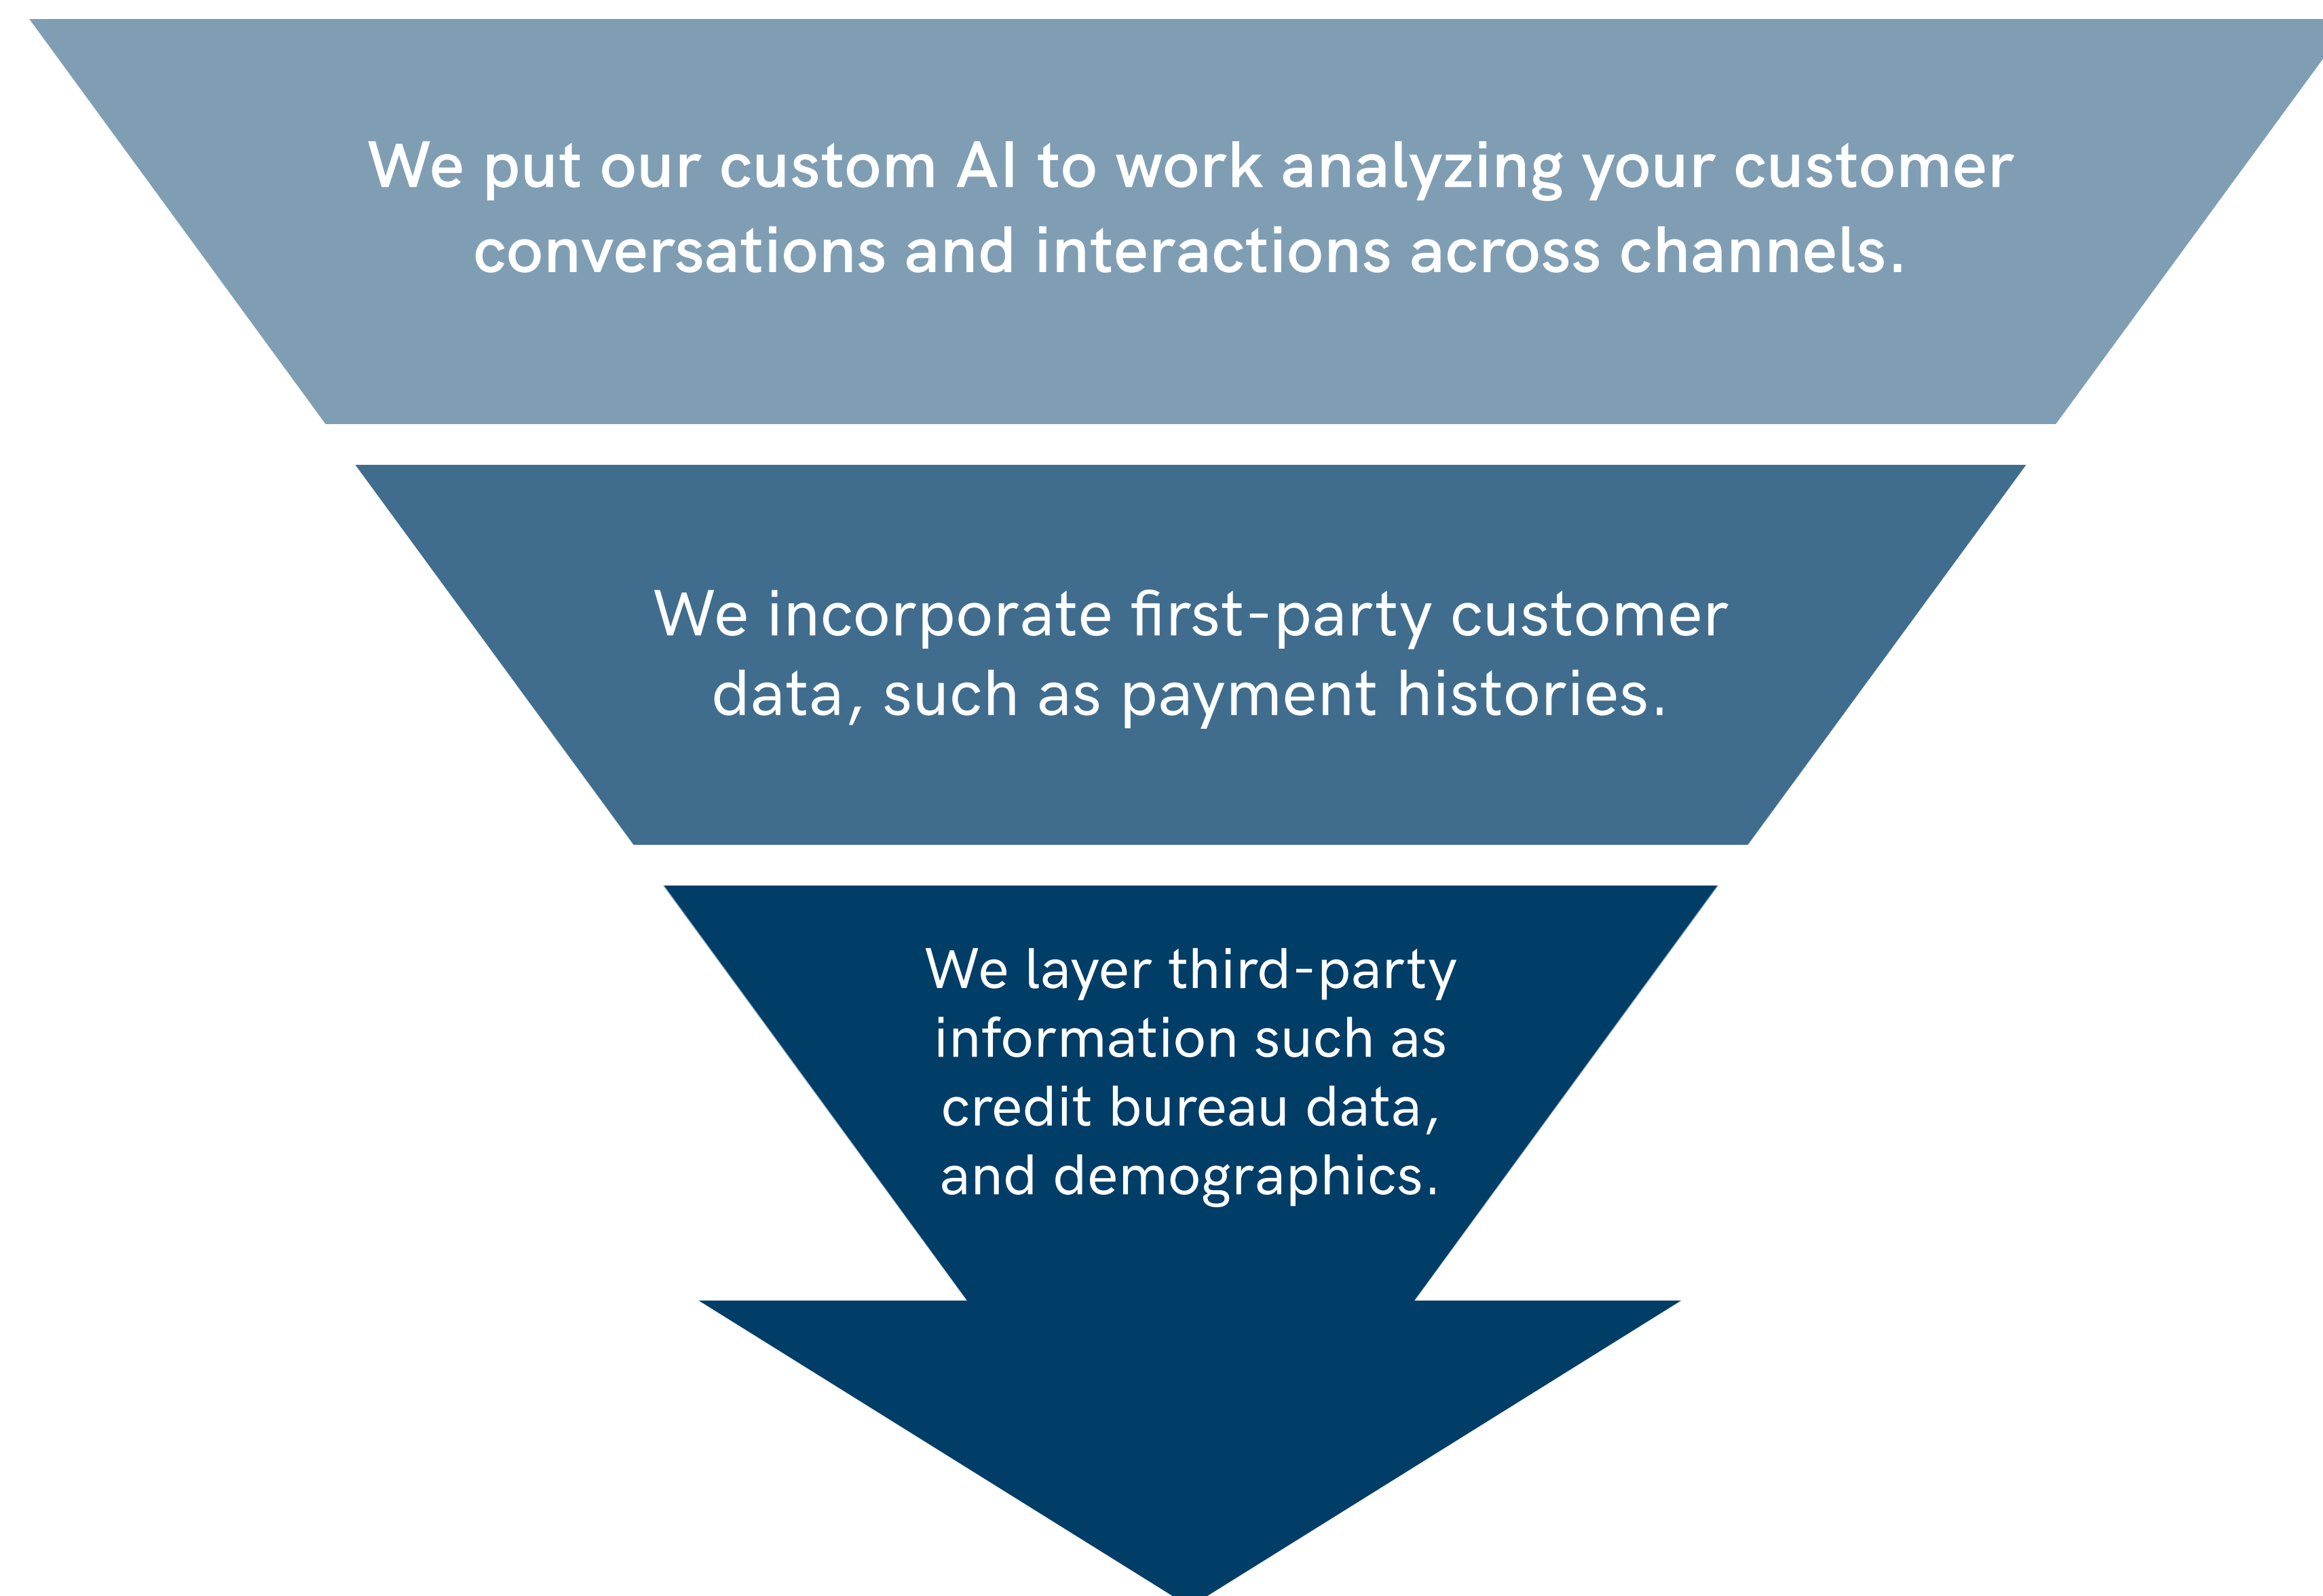 We put our custom AI to work analyzing your customer
conversations and interactions across channels.
We incorporate first-party customer
data, such as payment histories.
We layer third-party
information such as
credit bureau data,
and demographics.